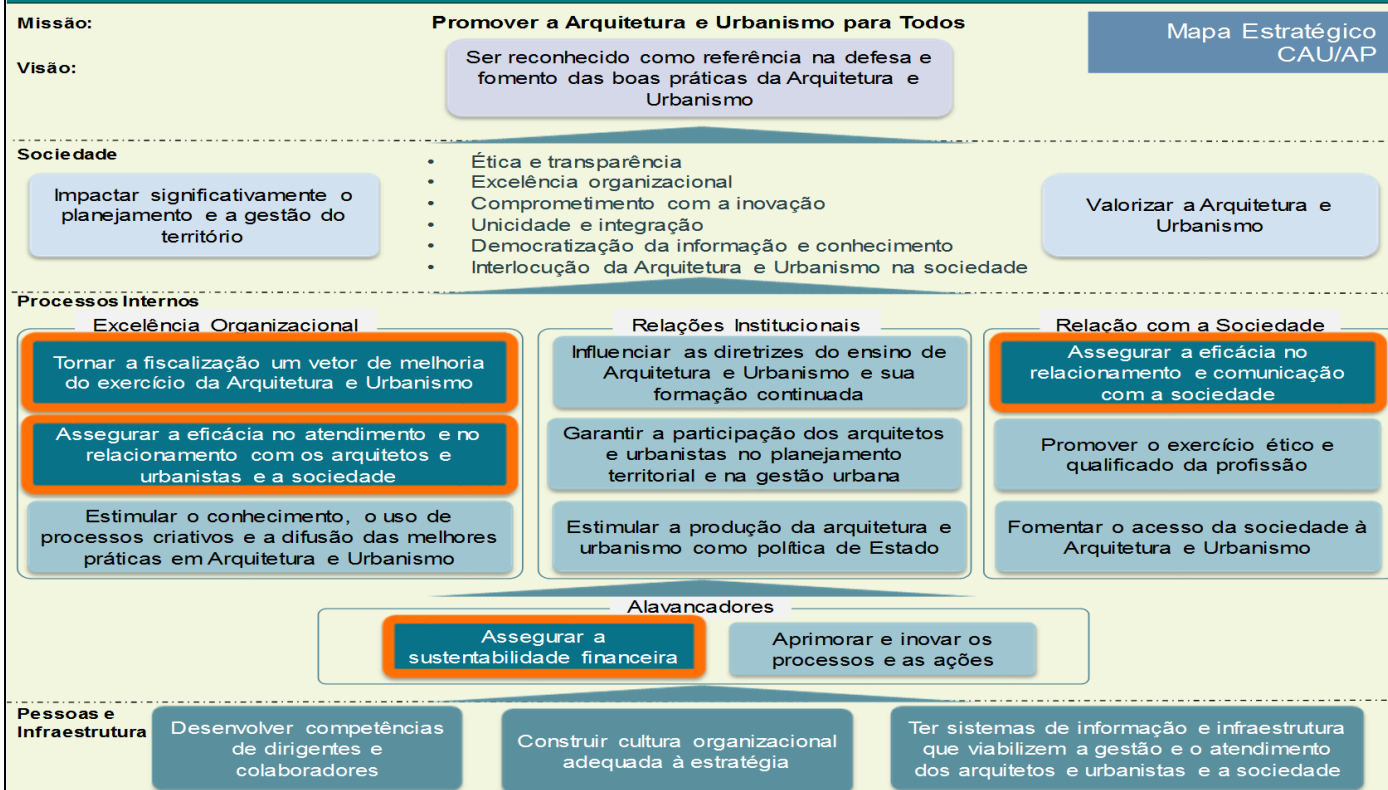 Missão:
Promover a Arquitetura e Urbanismo para Todos
Mapa Estratégico
CAU/AP
Visão:
Ser reconhecido como referência na defesa e
fomento das boas práticas da Arquitetura e
Urbanismo
Sociedade
Impactar significativamente o
planejamento e a gestão do
território
• Ética e transparência
• Excelência organizacional
• Comprometimento com a inovação
• Unicidade e integração
• Democratização da informação e conhecimento
• Interlocução da Arquitetura e Urbanismo na sociedade
Valorizar a Arquitetura e
Urbanismo
Processos Internos
Excelência Organizacional
Tornar a fiscalização um vetor de melhoria
do exercício da Arquitetura e Urbanismo
Assegurar a eficácia no atendimento e no
relacionamento com os arquitetos e
urbanistas e a sociedade
Estimular o conhecimento, o uso de
processos criativos e a difusão das melhores
práticas em Arquitetura e Urbanismo
Relações Institucionais
Influenciar as diretrizes do ensino de
Arquitetura e Urbanismo e sua
formação continuada
Garantir a participação dos arquitetos
e urbanistas no planejamento
territorial e na gestão urbana
Estimular a produção da arquitetura e
urbanismo como política de Estado
Relação com a Sociedade
Assegurar a eficácia no
relacionamento e comunicação
com a sociedade
Promover o exercício ético e
qualificado da profissão
Fomentar o acesso da sociedade à
Arquitetura e Urbanismo
Alavancadores
Assegurar a
sustentabilidade financeira
Aprimorar e inovar os
processos e as ações
Pessoas e
Infraestrutura
Desenvolver competências
de dirigentes e
colaboradores
Construir cultura organizacional
adequada à estratégia
Ter sistemas de informação e infraestrutura
que viabilizem a gestão e o atendimento
dos arquitetos e urbanistas e a sociedade